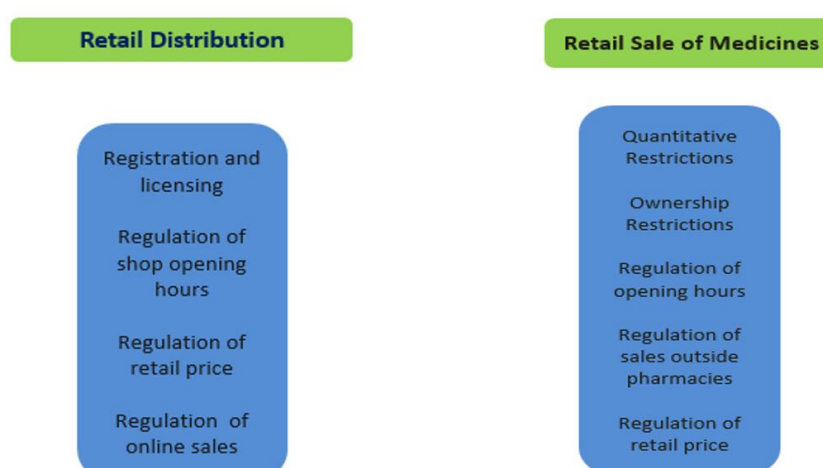 Retail Distribution
Registration and
licensing
Regulation of
shop opening
hours
Regulation of
retail price
Regulation of
online sales
Retail Sale of Medicines
Quantitative
Restrictions
Ownership
Restrictions
Regulation of
opening hours
Regulation of
sales outside
pharmacies
Regulation of
retail price